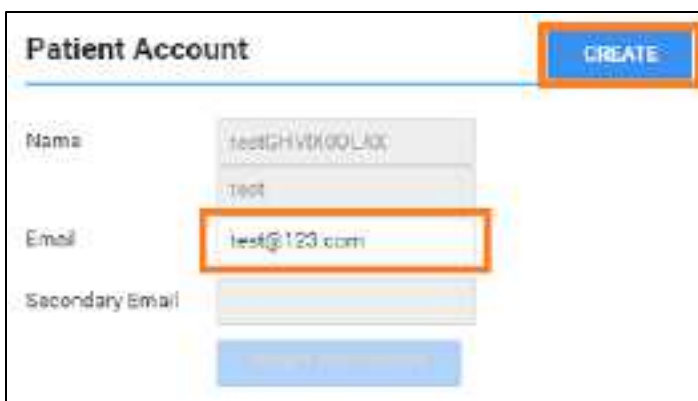 Patient Account
CREATE
Name
test
Email
test@123.com
Secondary Email